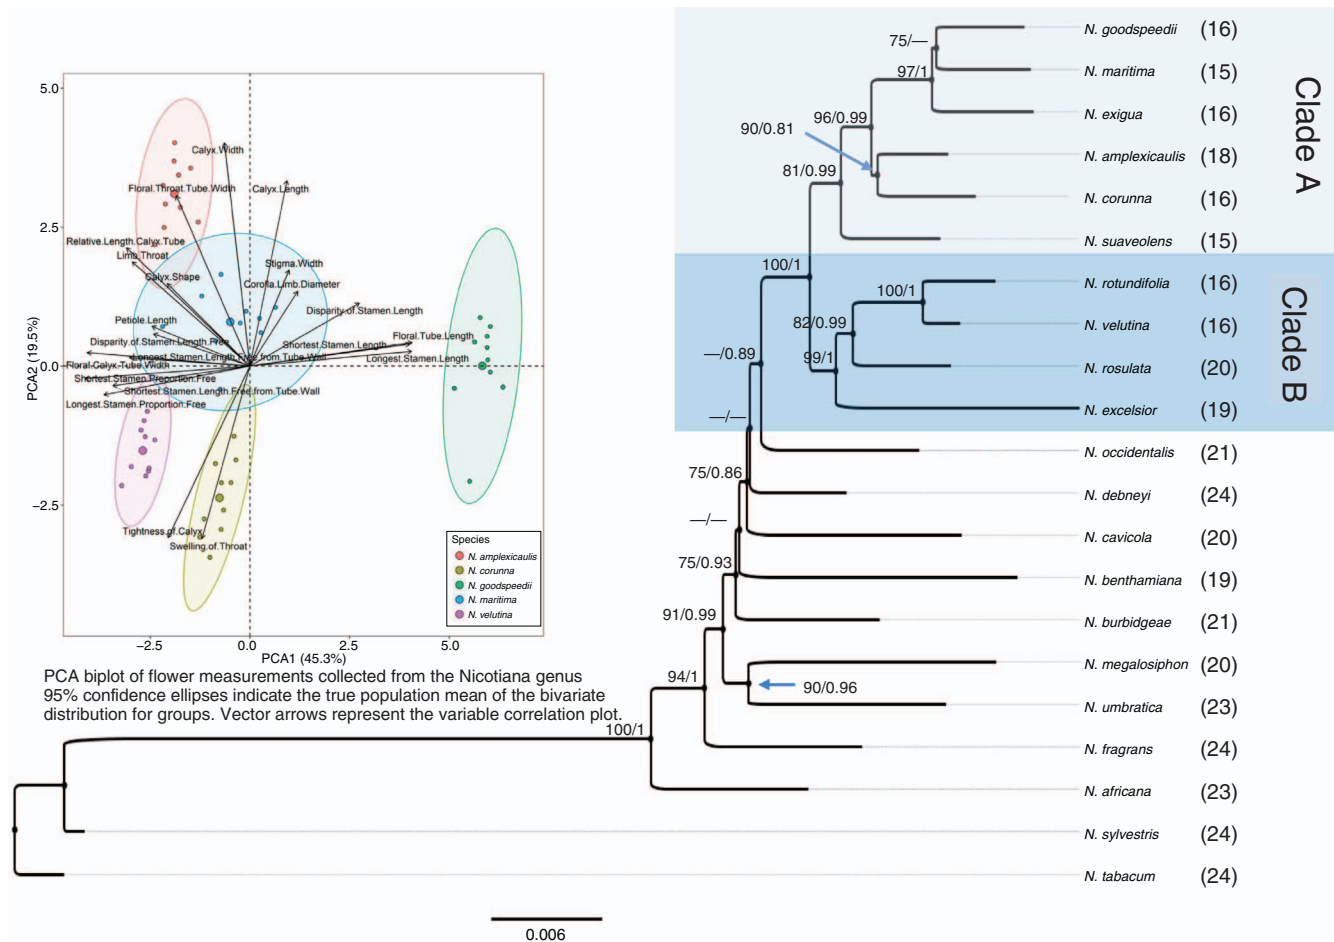 5.0
2.5
0.0
−2.5
PCA2 (19.5%)
Calyx.Width
Floral.Throat.Tube.Width
Calyx.Length
Relative.Length.Calyx.Tube
Limb.Throat
Calyx.Shape
Stigma.Width
Corolla.Limb.Diameter
Petiole.Length
Disparity.of.Stamen.Length
Disparity.of.Stamen.Length.Free
Shortest.Stamen.Length
Floral.Tube.Length
Longest.Stamen.Length.Free.from.Tube.Wall
Longest.Stamen.Length
Floral.Calyx.Tube.Width
Shortest.Stamen.Proportion.Free
Shortest.Stamen.Length.Free.from.Tube.Wall
Longest.Stamen.Proportion.Free
Tightness.of.Calyx
Swelling.of.Throat
Species
N. amplexicaulis
N. corunna
N. goodspeedii
N. maritima
N. velutina
−2.5
0.0
2.5
5.0
PCA1 (45.3%)
PCA biplot of flower measurements collected from the Nicotiana genus
95% confidence ellipses indicate the true population mean of the bivariate
distribution for groups. Vector arrows represent the variable correlation plot.
75/—
97/1
96/0.99
90/0.81
81/0.99
100/1
100/1
82/0.99
99/1
—/0.89
—/—
75/0.86
—/—
75/0.93
91/0.99
90/0.96
94/1
100/1
N. goodspeedii (16)
N. maritima (15)
N. exigua (16)
N. amplexicaulis (18)
N. corunna (16)
N. suaveolens (15)
N. rotundifolia (16)
N. velutina (16)
N. rosulata (20)
N. excelsior (19)
N. occidentalis (21)
N. debneyi (24)
N. cavicola (20)
N. benthamiana (19)
N. burbidgeae (21)
N. megalosiphon (20)
N. umbratica (23)
N. fragrans (24)
N. africana (23)
N. sylvestris (24)
N. tabacum (24)
Clade A
Clade B
0.006